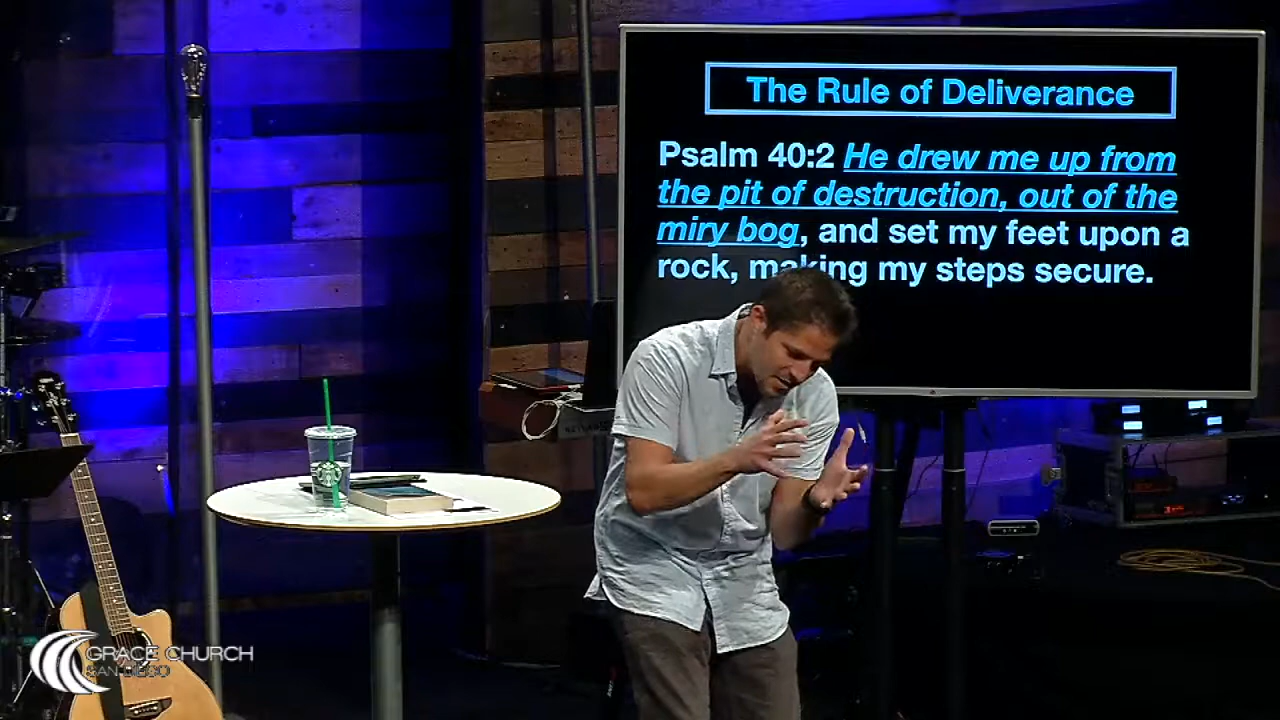 The Rule of Deliverance
Psalm 40:2 He drew me up from
the pit of destruction, out of the
miry bog, and set my feet upon a
rock, making my steps secure.
GRACE CHURCH
SAN DIEGO